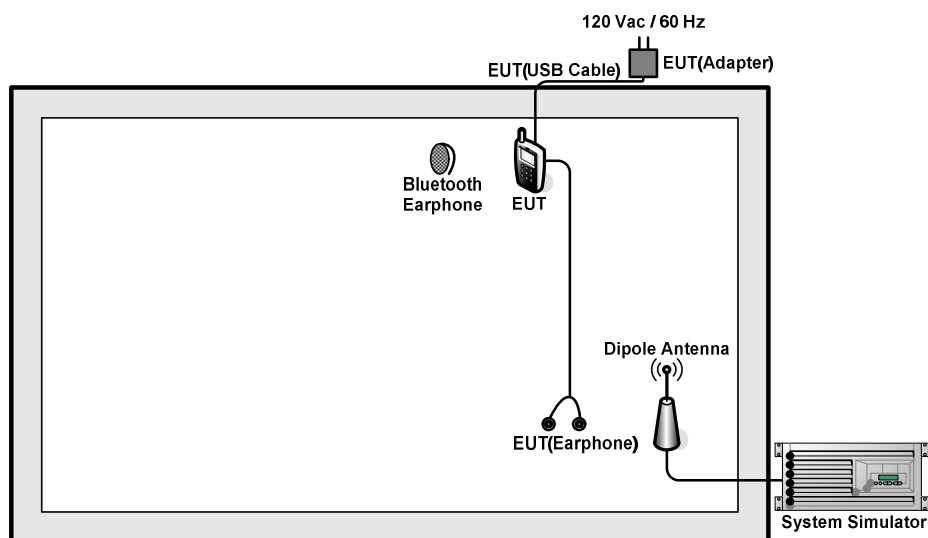 120 Vac / 60 Hz
EUT(USB Cable)
EUT(Adapter)
Bluetooth
Earphone
EUT
Dipole Antenna
EUT(Earphone)
System Simulator